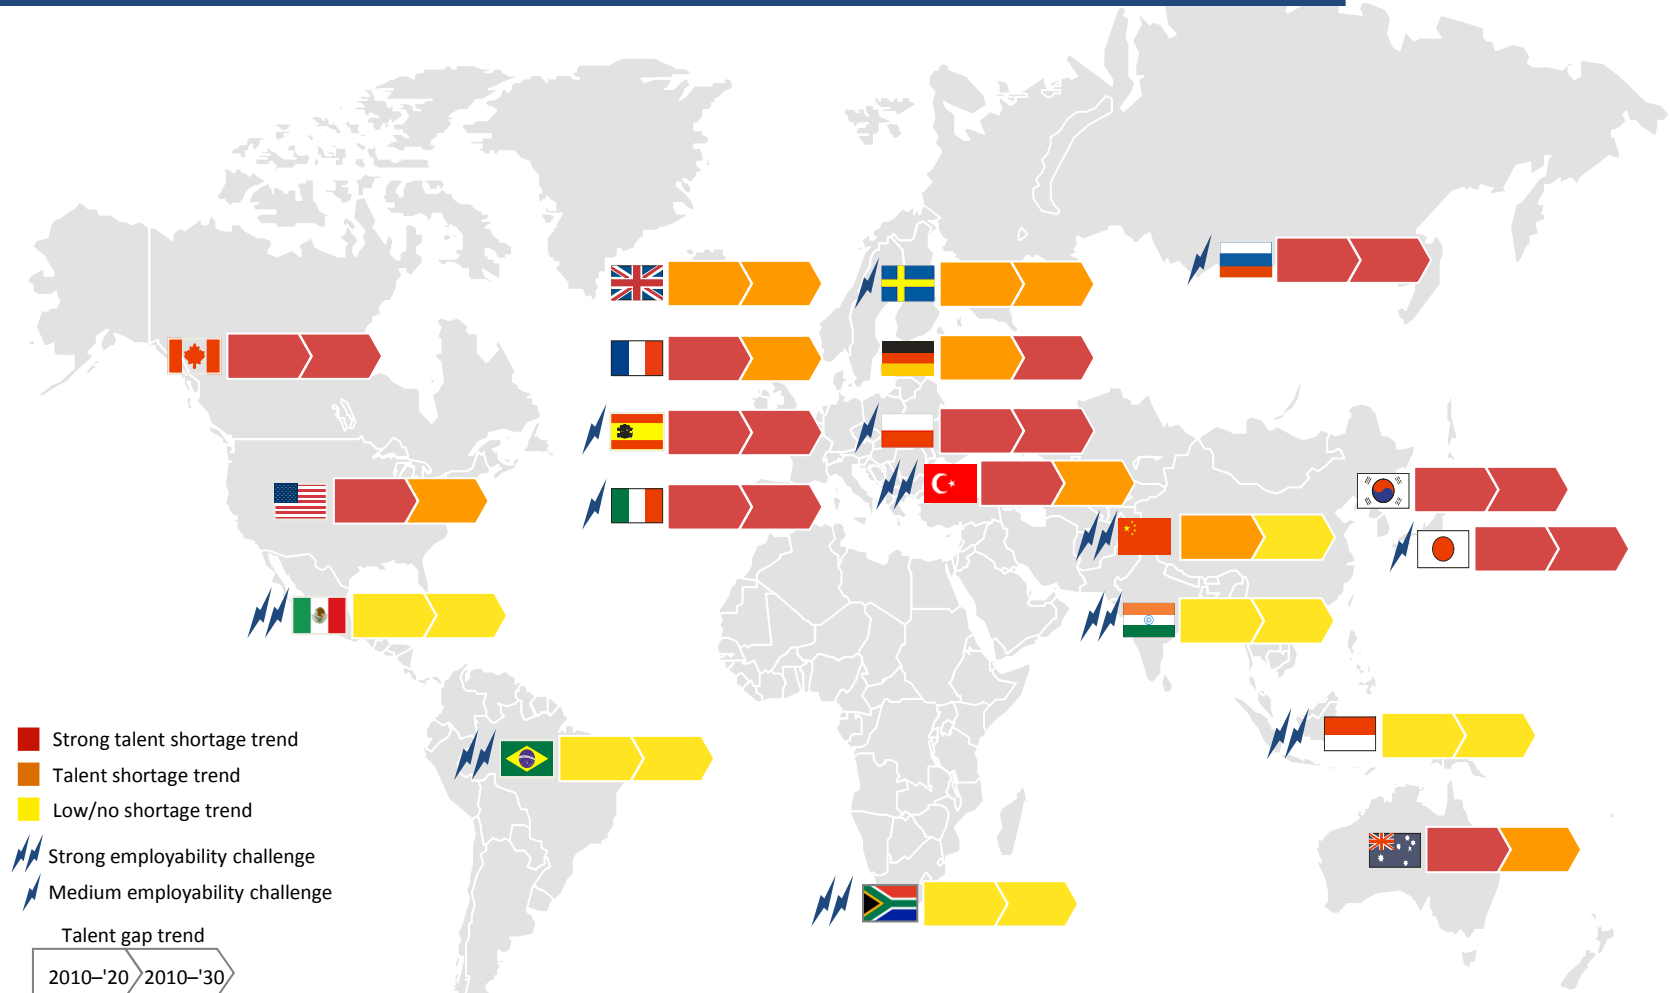 Strong talent shortage trend
Talent shortage trend
Low/no shortage trend
Strong employability challenge
Medium employability challenge
Talent gap trend
2010–'20 2010–'30